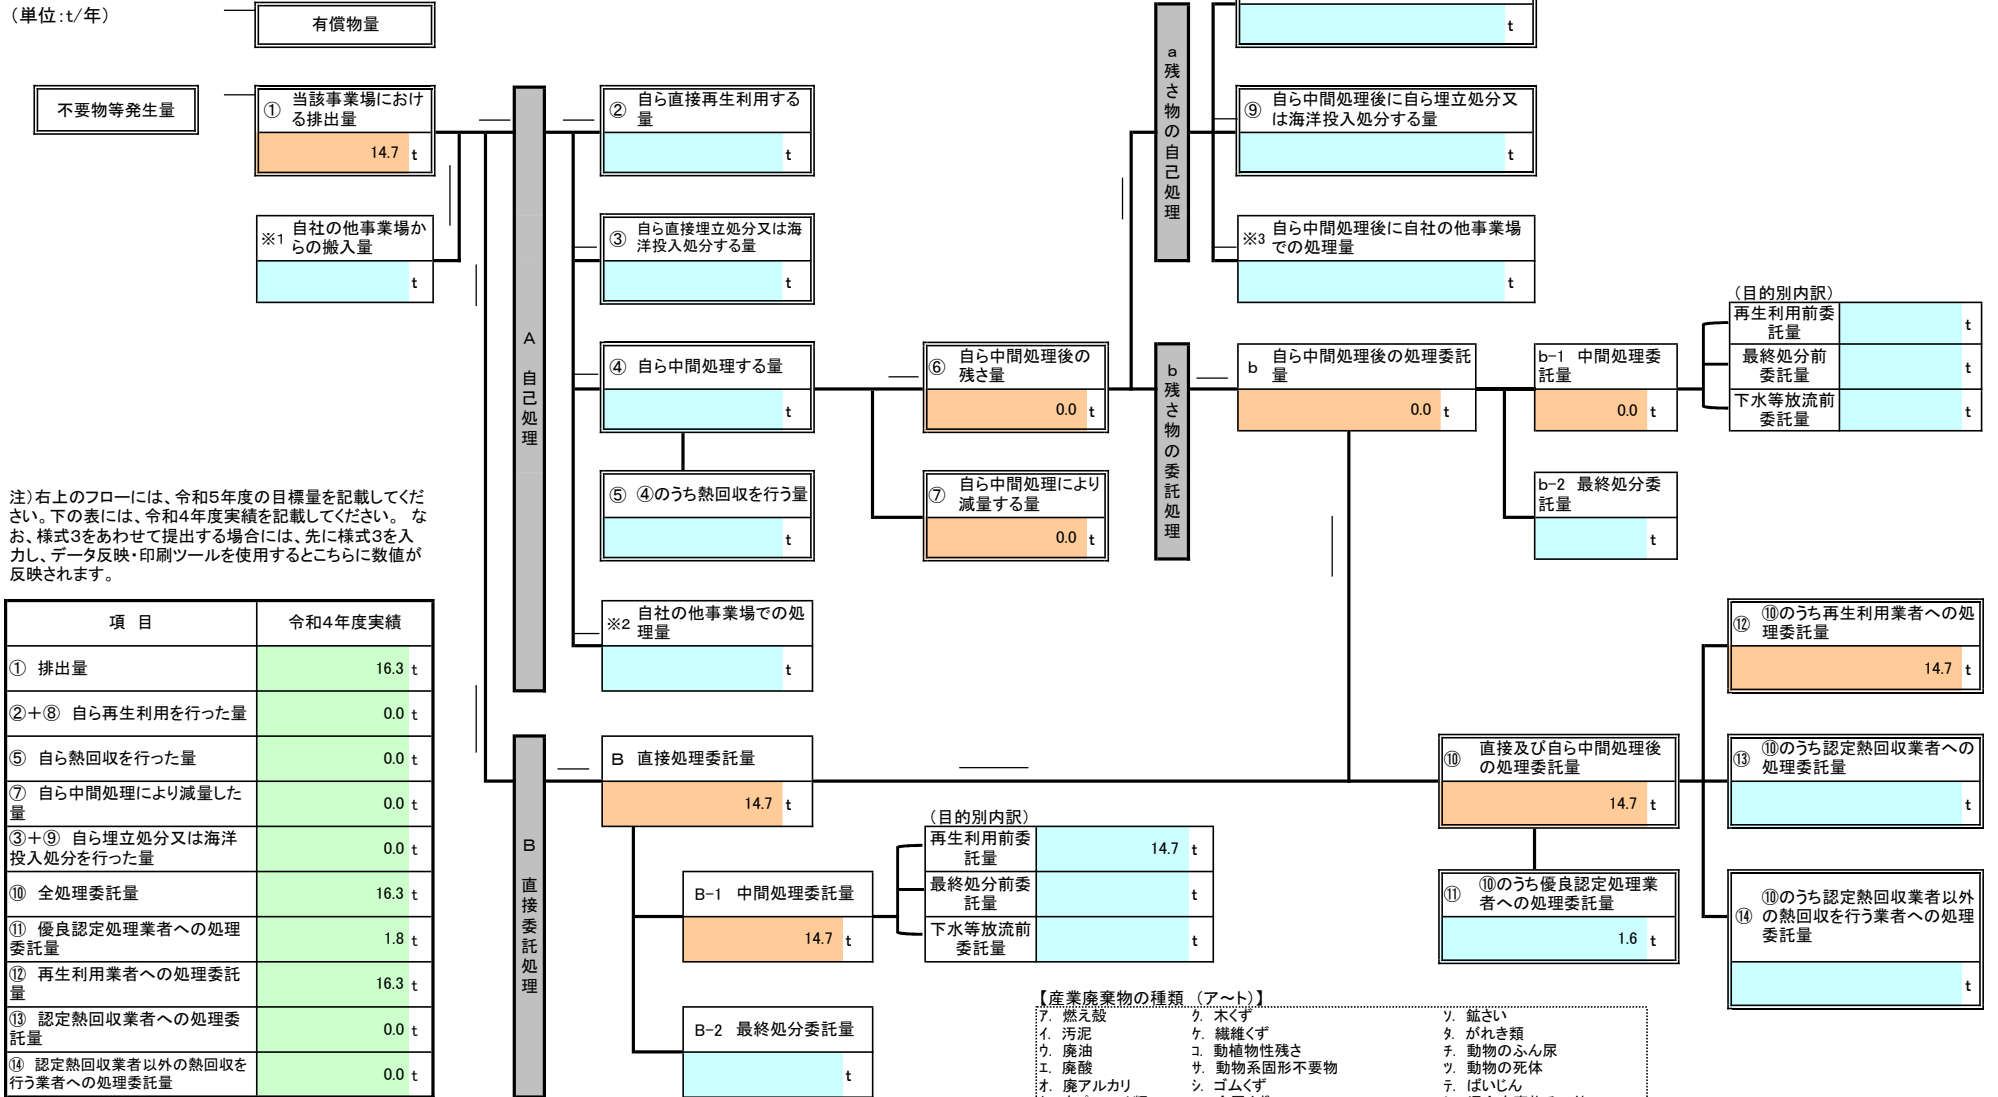 （単位:t/年）
有償物量
t
不要物等発生量
① 当該事業場におけ
る排出量
14.7 t
② 自ら直接再生利用する
量
t
⑨ 自ら中間処理後に自ら埋立処分又
は海洋投入処分する量
t
a 残さ物の自己処理
※1 自社の他事業場か
らの搬入量
t
③ 自ら直接埋立処分又は海
洋投入処分する量
t
※3 自ら中間処理後に自社の他事業場
での処理量
t
A 自己処理
④ 自ら中間処理する量
t
⑥ 自ら中間処理後の
残さ量
0.0 t
b 残さ物の委託処理
b 自ら中間処理後の処理委託
量
0.0 t
b-1 中間処理委
託量
0.0 t
（目的別内訳）
再生利用前委
託量
t
最終処分前
委託量
t
下水等放流前
委託量
t
⑤ ④のうち熱回収を行う量
t
⑦ 自ら中間処理により
減量する量
0.0 t
b-2 最終処分委
託量
t
注）右上のフローには、令和5年度の目標量を記載してくだ
さい。下の表には、令和4年度実績を記載してください。 な
お、様式3をあわせて提出する場合には、先に様式3を入
力し、データ反映・印刷ツールを使用するとこちらに数値が
反映されます。
※2 自社の他事業場での処
理量
t
項 目 令和4年度実績
① 排出量 16.3 t
②＋⑧ 自ら再生利用を行った量 0.0 t
⑤ 自ら熱回収を行った量 0.0 t
⑦ 自ら中間処理により減量した
量 0.0 t
③＋⑨ 自ら埋立処分又は海洋
投入処分を行った量 0.0 t
⑩ 全処理委託量 16.3 t
⑪ 優良認定処理業者への処理
委託量 1.8 t
⑫ 再生利用業者への処理委託
量 16.3 t
⑬ 認定熱回収業者への処理委
託量 0.0 t
⑭ 認定熱回収業者以外の熱回収を
行う業者への処理委託量 0.0 t
B 直接委託処理
B 直接処理委託量
14.7 t
B-1 中間処理委託量
14.7 t
B-2 最終処分委託量
t
（目的別内訳）
再生利用前委
託量
14.7 t
最終処分前委
託量
t
下水等放流前
委託量
t
⑩ 直接及び自ら中間処理後
の処理委託量
14.7 t
⑪ ⑩のうち優良認定処理業
者への処理委託量
1.6 t
⑫ ⑩のうち再生利用業者への処
理委託量
14.7 t
⑬ ⑩のうち認定熱回収業者への
処理委託量
t
⑭ ⑩のうち認定熱回収業者以外
の熱回収を行う業者への処理
委託量
t
【産業廃棄物の種類 （ア～ト）】
ア. 燃え殻 ク. 木くず ソ. 鉱さい
イ. 汚泥 ケ. 繊維くず タ. がれき類
ウ. 廃油 コ. 動植物性残さ チ. 動物のふん尿
エ. 廃酸 サ. 動物系固形不要物 ツ. 動物の死体
オ. 廃アルカリ シ. ゴムくず テ. ばいじん